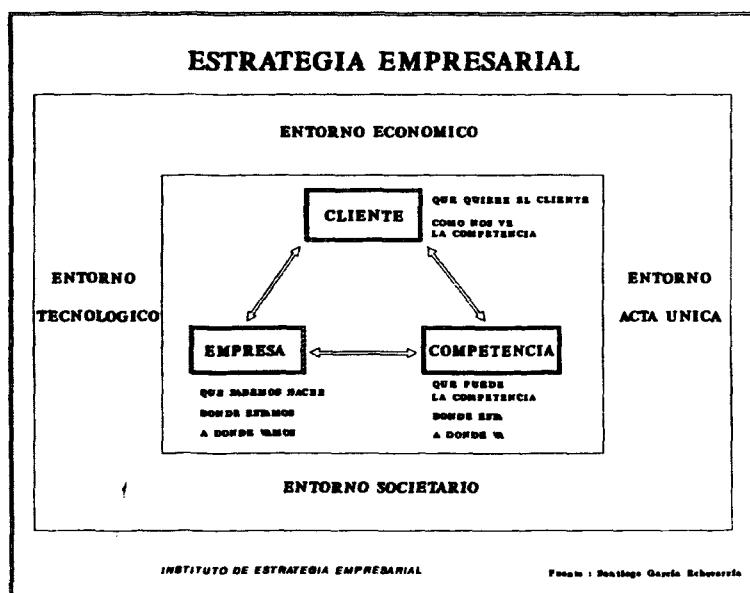 ESTRATEGIA EMPRESARIAL
ENTORNO ECONOMICO
CLIENTE
QUE QUIERE EL CLIENTE
COMO NOS VE
LA COMPETENCIA
ENTORNO
TECNOLOGICO
ENTORNO
ACTA UNICA
EMPRESA
COMPETENCIA
QUE SABEMOS HACER
DONDE ESTAMOS
A DONDE VAMOS
QUE PUEDE
LA COMPETENCIA
DONDE ESTA
A DONDE VA
ENTORNO SOCIETARIO
INSTITUTO DE ESTRATEGIA EMPRESARIAL
Fuente : Santiago García Echevarría